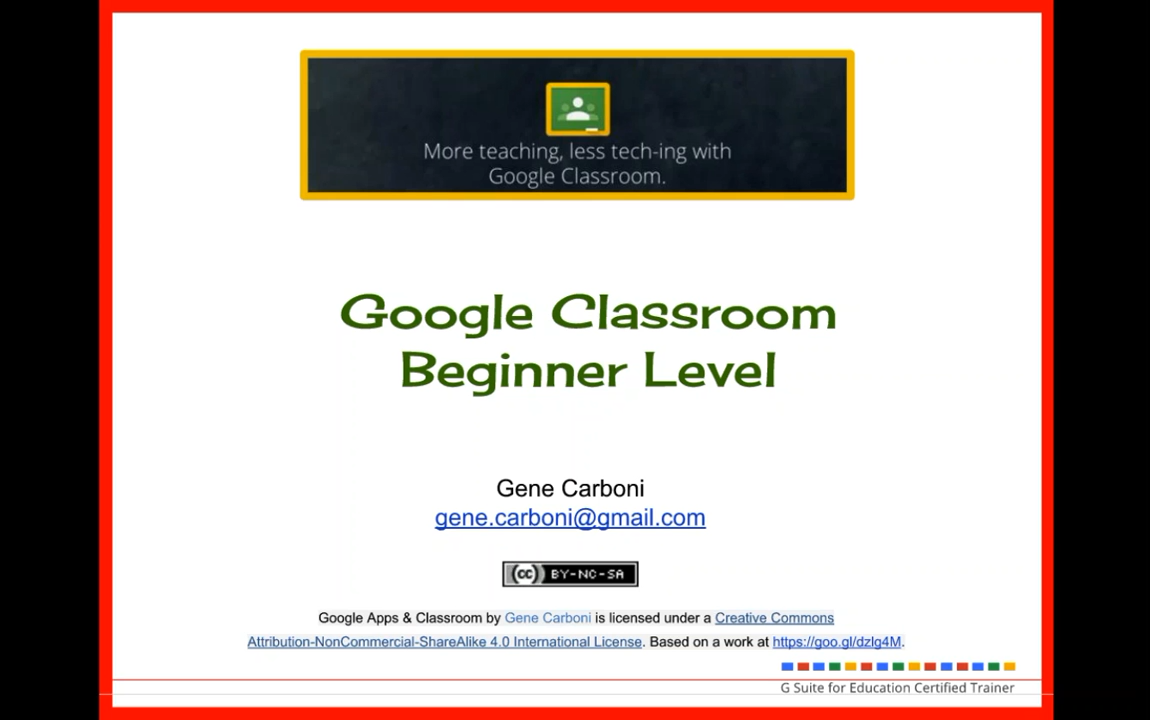 More teaching, less tech-ing with
Google Classroom.
Google Classroom
Beginner Level
Gene Carboni
gene.carboni@gmail.com
(cc) BY-NC-SA
Google Apps & Classroom by Gene Carboni is licensed under a Creative Commons
Attribution-NonCommercial-ShareAlike 4.0 International License. Based on a work at https://goo.gl/dzIg4M.
G Suite for Education Certified Trainer